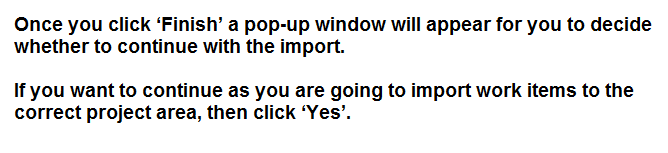 Once you click ‘Finish’ a pop-up window will appear for you to decide
whether to continue with the import.
If you want to continue as you are going to import work items to the
correct project area, then click ‘Yes’.